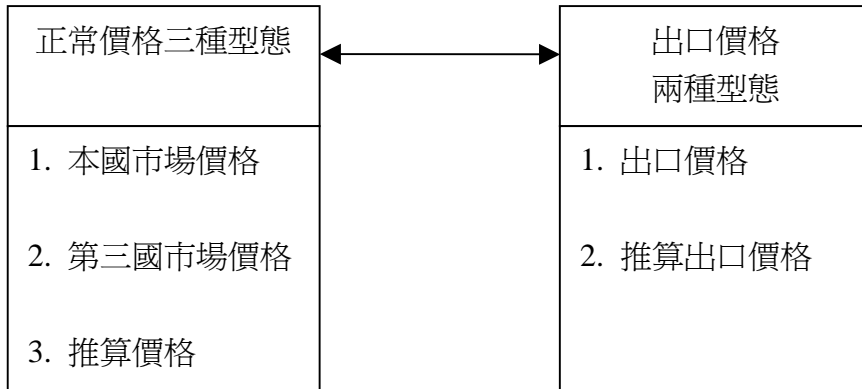 正常價格三種型態
1. 本國市場價格
2. 第三國市場價格
3. 推算價格
出口價格
兩種型態
1. 出口價格
2. 推算出口價格